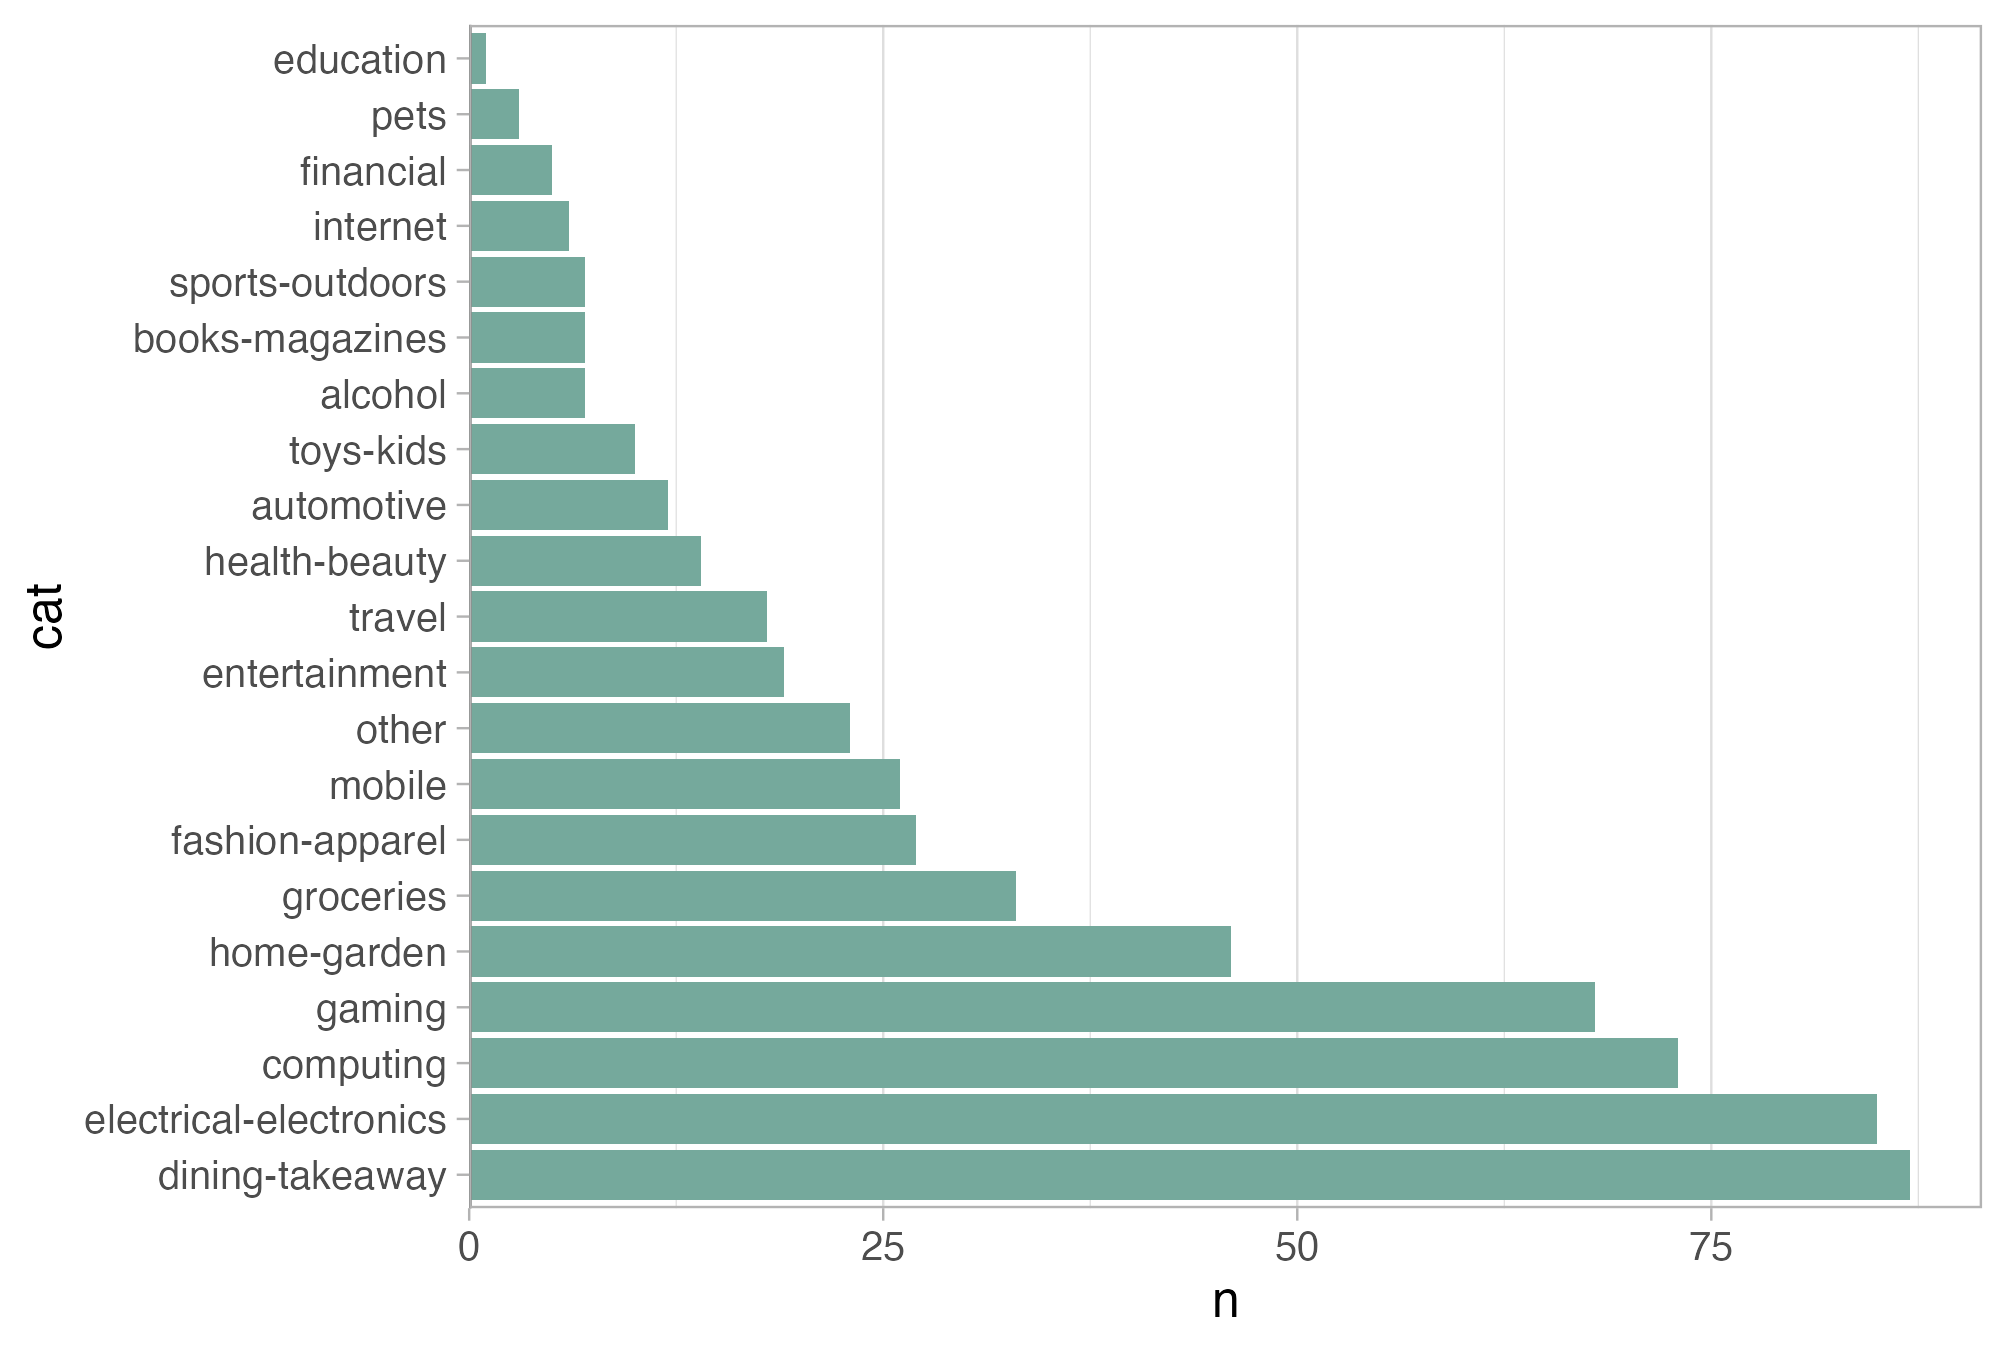 education
pets
financial
internet
sports-outdoors
books-magazines
alcohol
toys-kids
automotive
health-beauty
travel
entertainment
other
mobile
fashion-apparel
groceries
home-garden
gaming
computing
electrical-electronics
dining-takeaway
cat
0 25 50 75
n